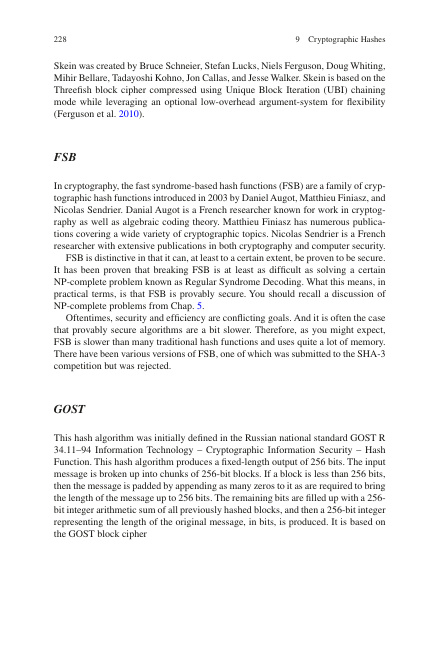 228
9 Cryptographic Hashes
Skein was created by Bruce Schneier, Stefan Lucks, Niels Ferguson, Doug Whiting,
Mihir Bellare, Tadayoshi Kohno, Jon Callas, and Jesse Walker. Skein is based on the
Threefish block cipher compressed using Unique Block Iteration (UBI) chaining
mode while leveraging an optional low-overhead argument-system for flexibility
(Ferguson et al. 2010).
FSB
In cryptography, the fast syndrome-based hash functions (FSB) are a family of cryp-
tographic hash functions introduced in 2003 by Daniel Augot, Matthieu Finiasz, and
Nicolas Sendrier. Danial Augot is a French researcher known for work in cryptog-
raphy as well as algebraic coding theory. Matthieu Finiasz has numerous publica-
tions covering a wide variety of cryptographic topics. Nicolas Sendrier is a French
researcher with extensive publications in both cryptography and computer security.
FSB is distinctive in that it can, at least to a certain extent, be proven to be secure.
It has been proven that breaking FSB is at least as difficult as solving a certain
NP-complete problem known as Regular Syndrome Decoding. What this means, in
practical terms, is that FSB is provably secure. You should recall a discussion of
NP-complete problems from Chap. 5.
Oftentimes, security and efficiency are conflicting goals. And it is often the case
that provably secure algorithms are a bit slower. Therefore, as you might expect,
FSB is slower than many traditional hash functions and uses quite a lot of memory.
There have been various versions of FSB, one of which was submitted to the SHA-3
competition but was rejected.
GOST
This hash algorithm was initially defined in the Russian national standard GOST R
34.11–94 Information Technology – Cryptographic Information Security – Hash
Function. This hash algorithm produces a fixed-length output of 256 bits. The input
message is broken up into chunks of 256-bit blocks. If a block is less than 256 bits,
then the message is padded by appending as many zeros to it as are required to bring
the length of the message up to 256 bits. The remaining bits are filled up with a 256-
bit integer arithmetic sum of all previously hashed blocks, and then a 256-bit integer
representing the length of the original message, in bits, is produced. It is based on
the GOST block cipher